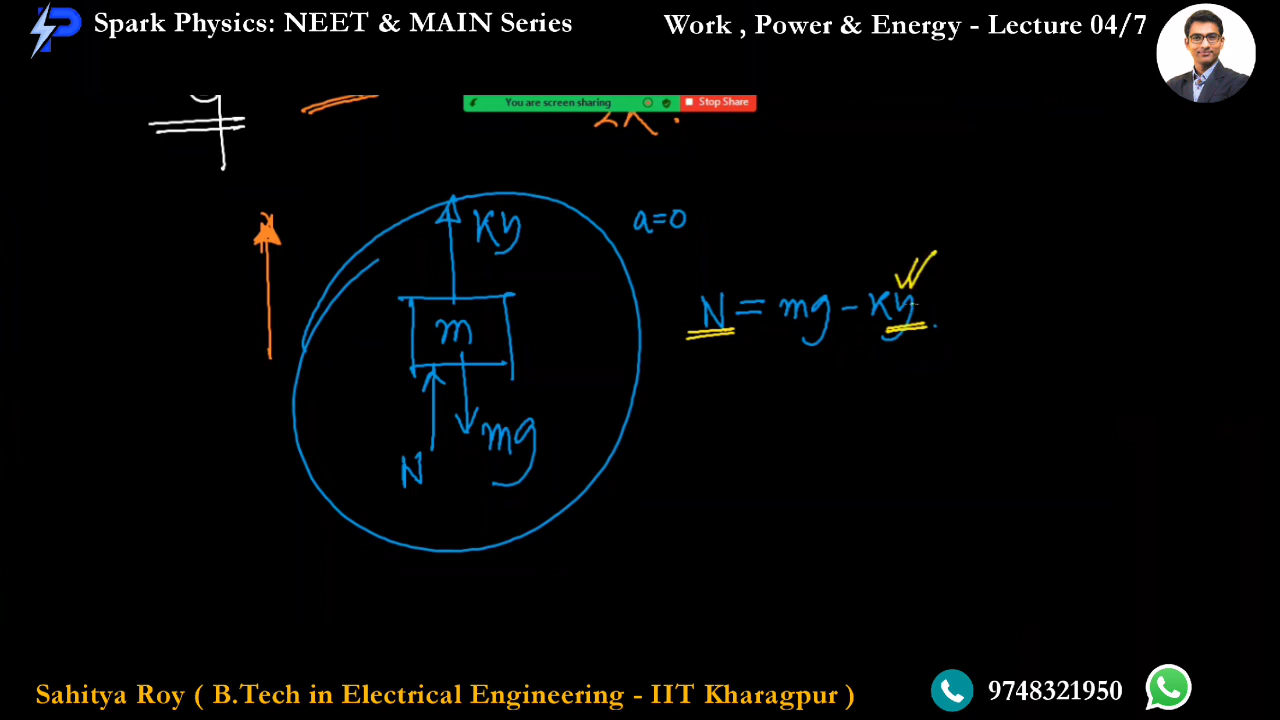 Spark Physics: NEET & MAIN Series
Work , Power & Energy - Lecture 04/7
You are screen sharing
Stop Share
Ky
a=0
N = mg - Ky.
m
mg
N
Sahitya Roy ( B.Tech in Electrical Engineering - IIT Kharagpur )
9748321950